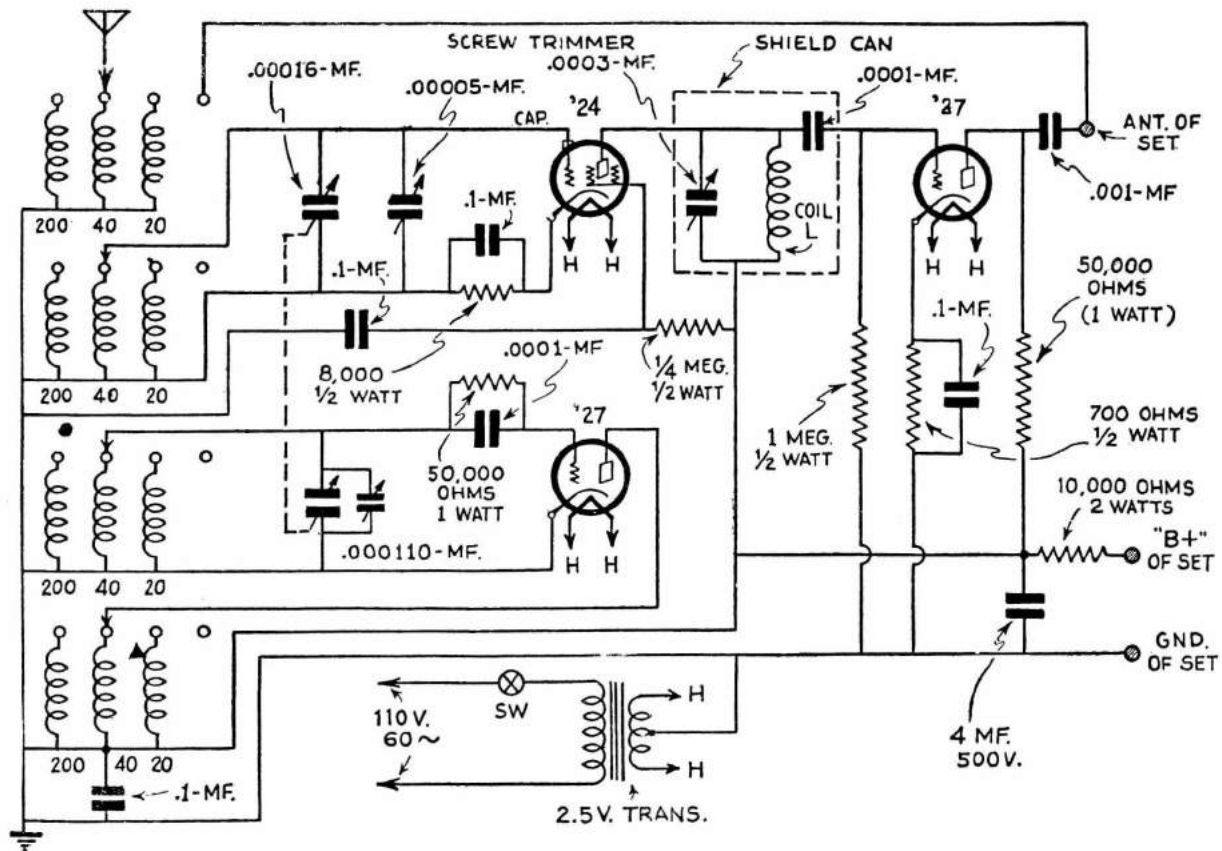 SCREW TRIMMER
.0003-MF.
SHIELD CAN
.00016-MF.
.00005-MF.
.0001-MF.
CAP.
'24
'27
ANT. OF
SET
.001-MF
200 40 20
.1-MF.
H H
COIL
L
H H
50,000
OHMS
(1 WATT)
.1-MF.
.1-MF.
200 40 20
8,000
1/2 WATT
.0001-MF.
1/4 MEG.
1/2 WATT
'27
1 MEG.
1/2 WATT
700 OHMS
1/2 WATT
50,000
OHMS
1 WATT
10,000 OHMS
2 WATTS
"B+"
OF SET
.000110-MF.
H H
200 40 20
GND.
OF SET
SW
H
110 V.
60~
H
4 MF.
500 V.
200 40 20
.1-MF.
2.5 V. TRANS.